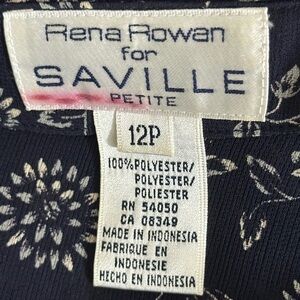 Rena Rowan
for
SAVILLE
PETITE
12P
100%POLYESTER/
POLYESTER/
POLIESTER
RN 54050
CA 08349
MADE IN INDONESIA
FABRIQUE EN
INDONESIE
HECHO EN INDONESIA